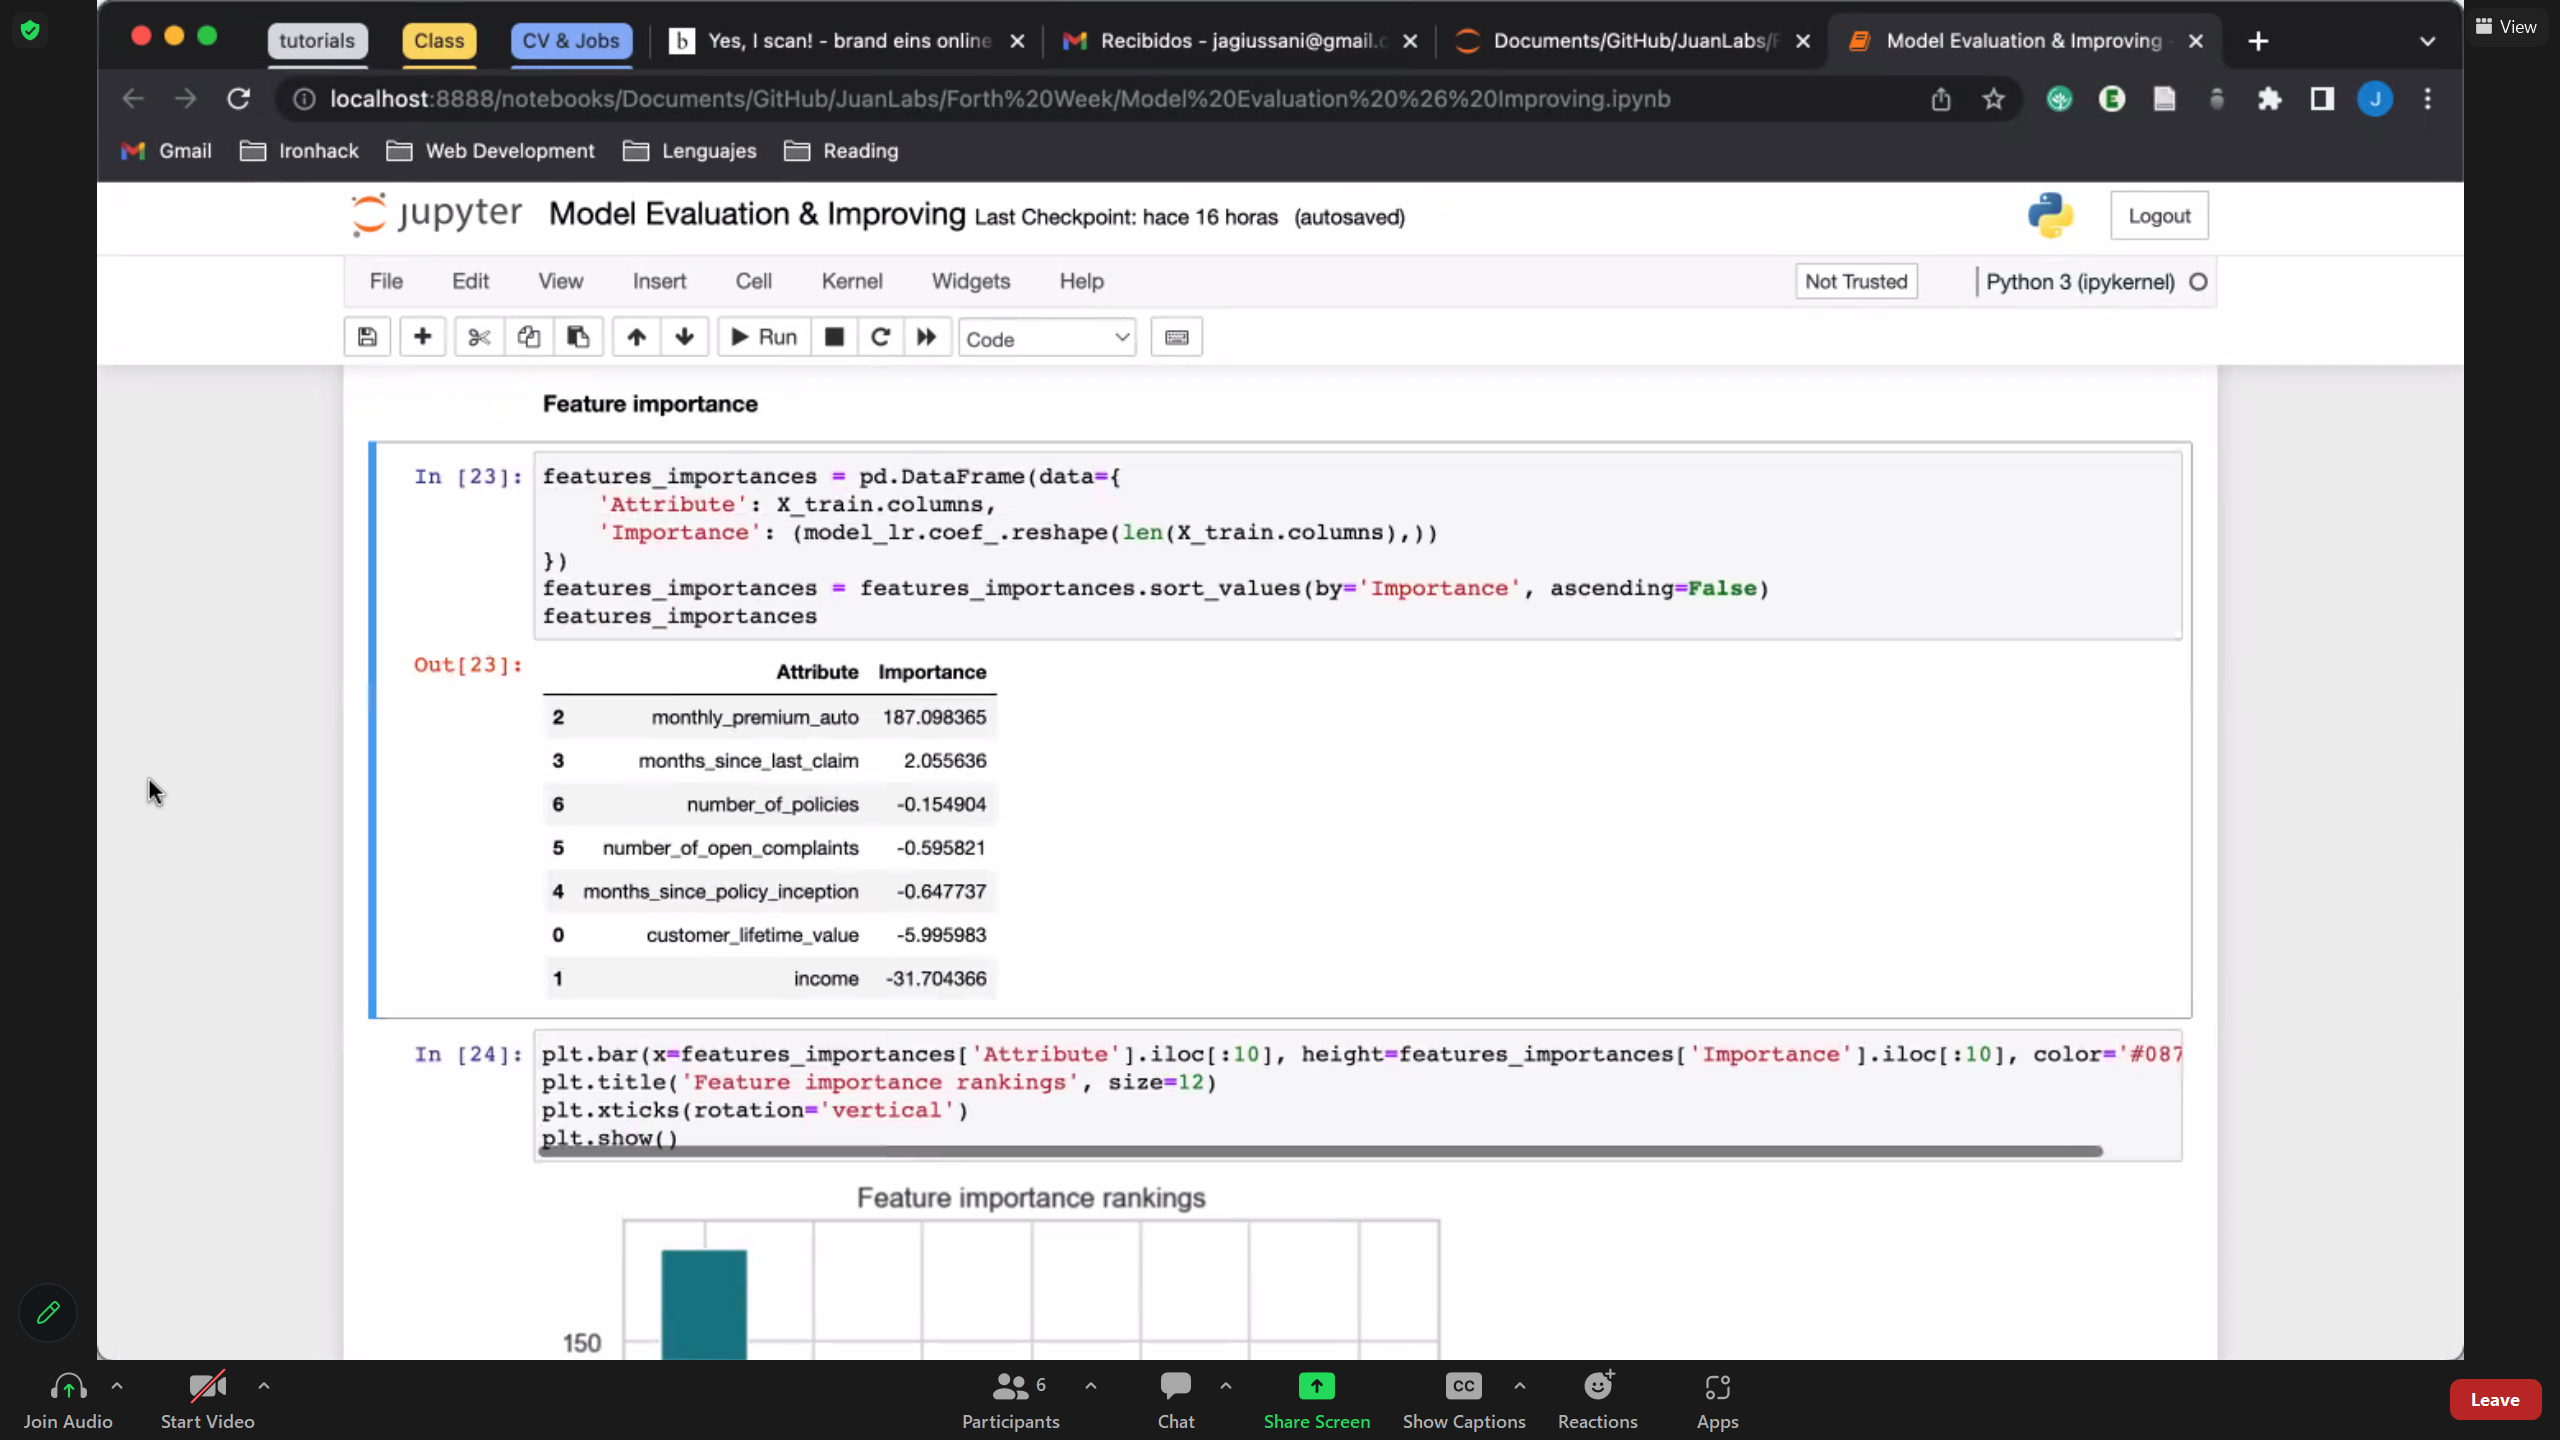 tutorials Class CV & Jobs b Yes, I scan! - brand eins online Recibidos - jagiussani@gmail.c Documents/GitHub/JuanLabs/F Model Evaluation & Improving View
localhost:8888/notebooks/Documents/GitHub/JuanLabs/Forth%20Week/Model%20Evaluation%20%26%20Improving.ipynb E J
Gmail Ironhack Web Development Lenguajes Reading
jupyter Model Evaluation & Improving Last Checkpoint: hace 16 horas (autosaved) Logout
File Edit View Insert Cell Kernel Widgets Help Not Trusted Python 3 (ipykernel)
Run Code
Feature importance
In [23]: features_importances = pd.DataFrame(data={
'Attribute': X_train.columns,
'Importance': (model_lr.coef_.reshape(len(X_train.columns),))
})
features_importances = features_importances.sort_values(by='Importance', ascending=False)
features_importances
Out[23]:
Attribute Importance
2 monthly_premium_auto 187.098365
3 months_since_last_claim 2.055636
6 number_of_policies -0.154904
5 number_of_open_complaints -0.595821
4 months_since_policy_inception -0.647737
0 customer_lifetime_value -5.995983
1 income -31.704366
In [24]: plt.bar(x=features_importances['Attribute'].iloc[:10], height=features_importances['Importance'].iloc[:10], color='#087
plt.title('Feature importance rankings', size=12)
plt.xticks(rotation='vertical')
plt.show()
Feature importance rankings
150
6 CC
Join Audio Start Video Participants Chat Share Screen Show Captions Reactions Apps Leave